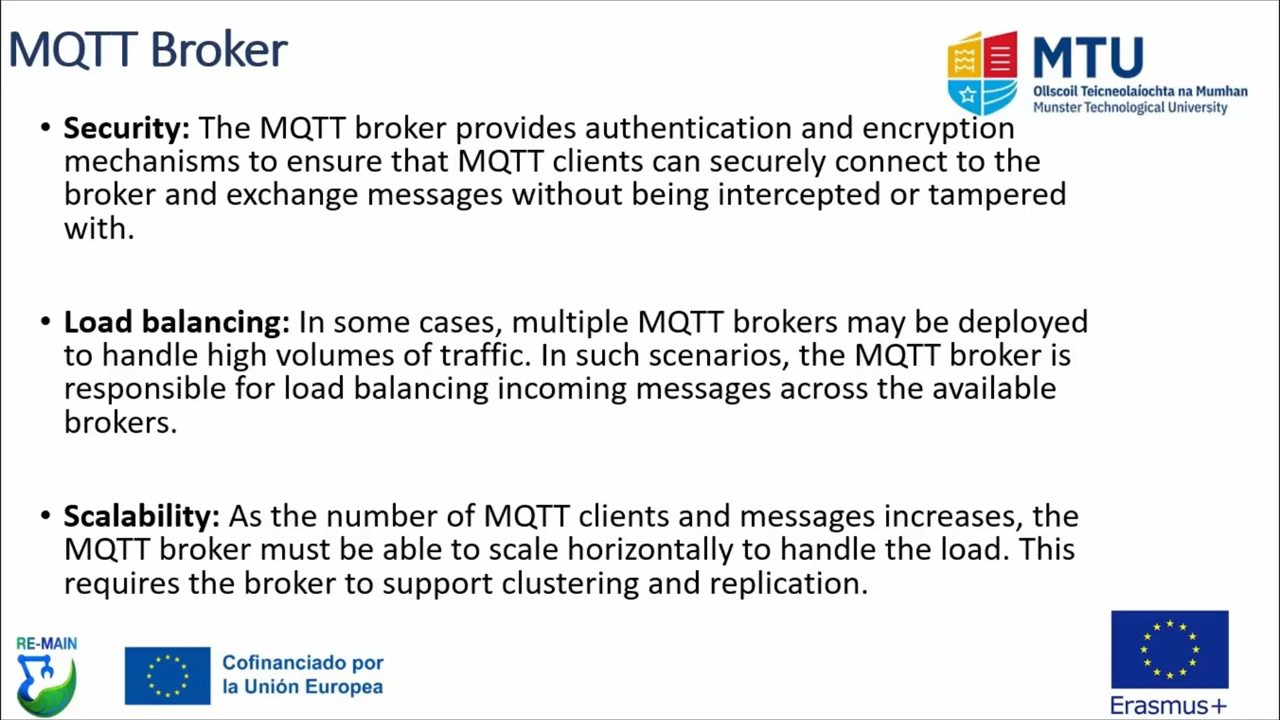 MQTT Broker
MTU
Ollscoil Teicneolaíochta na Mumhan
Munster Technological University
• Security: The MQTT broker provides authentication and encryption
mechanisms to ensure that MQTT clients can securely connect to the
broker and exchange messages without being intercepted or tampered
with.
• Load balancing: In some cases, multiple MQTT brokers may be deployed
to handle high volumes of traffic. In such scenarios, the MQTT broker is
responsible for load balancing incoming messages across the available
brokers.
• Scalability: As the number of MQTT clients and messages increases, the
MQTT broker must be able to scale horizontally to handle the load. This
requires the broker to support clustering and replication.
RE-MAIN
Cofinanciado por
la Unión Europea
Erasmus+